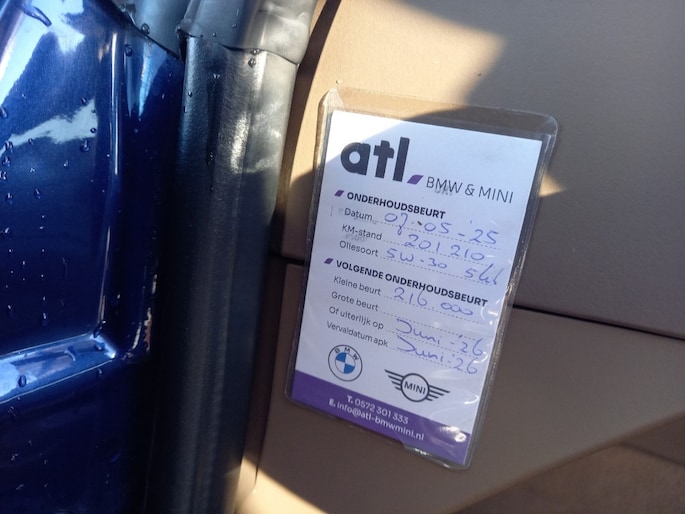 atl
BMW & MINI
ONDERHOUDSBEURT
Datum 07-05-'25
KM-stand 201 210
Oliesoort 5W-30
VOLGENDE ONDERHOUDSBEURT
Kleine beurt 216.000
Grote beurt
Of uiterlijk op Juni-'26
Vervaldatum apk Juni-'26
BMW
MINI
T. 0572 301 333
E. info@atl-bmwmini.nl